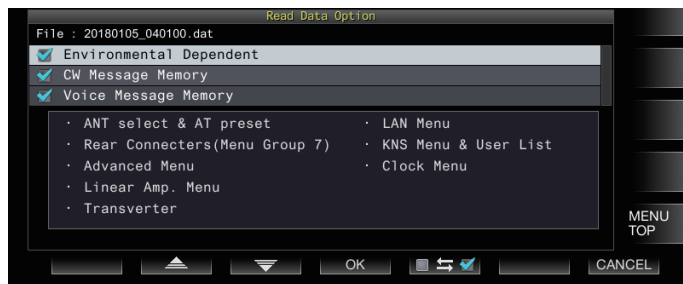 Read Data Option
File : 20180105_040100.dat
Environmental Dependent
CW Message Memory
Voice Message Memory
· ANT select & AT preset
· Rear Connecters(Menu Group 7)
· Advanced Menu
· Linear Amp. Menu
· Transverter
· LAN Menu
· KNS Menu & User List
· Clock Menu
MENU
TOP
OK
CANCEL